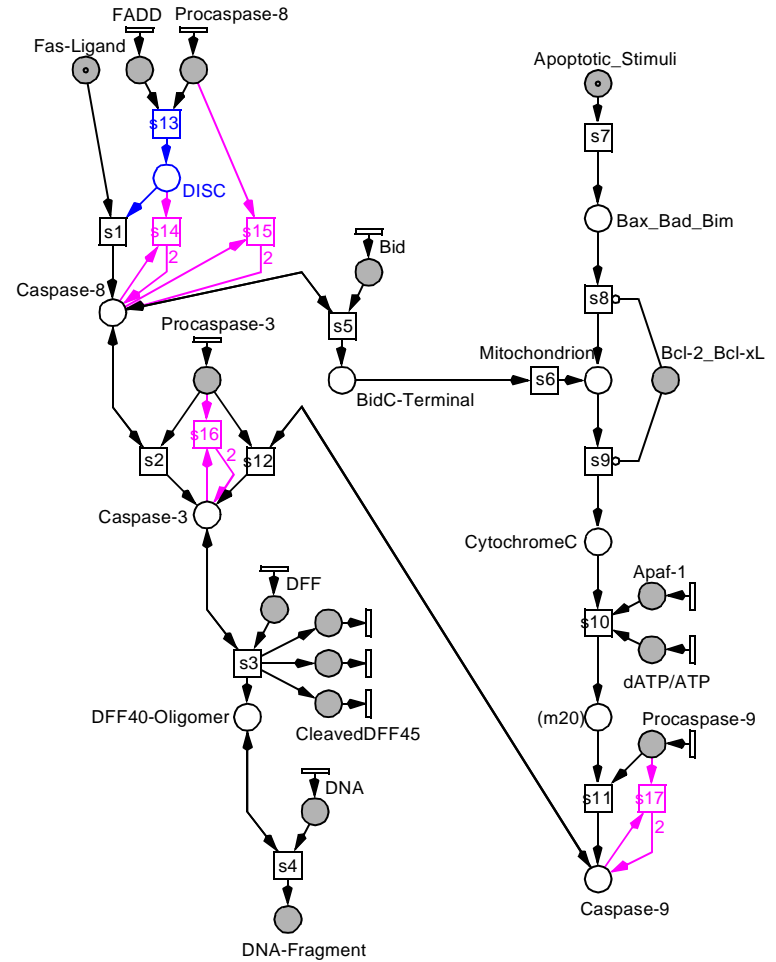 FADD
Procaspase-8
Fas-Ligand
Apoptotic_Stimuli
s13
s7
DISC
Bax_Bad_Bim
s1
s14
s15
2
2
Bid
Caspase-8
s8
Procaspase-3
s5
Mitochondrion
Bcl-2_Bcl-xL
s6
BidC-Terminal
s16
2
s2
s12
s9
Caspase-3
CytochromeC
DFF
Apaf-1
s10
s3
dATP/ATP
DFF40-Oligomer
CleavedDFF45
(m20)
Procaspase-9
DNA
s11
s17
2
s4
Caspase-9
DNA-Fragment